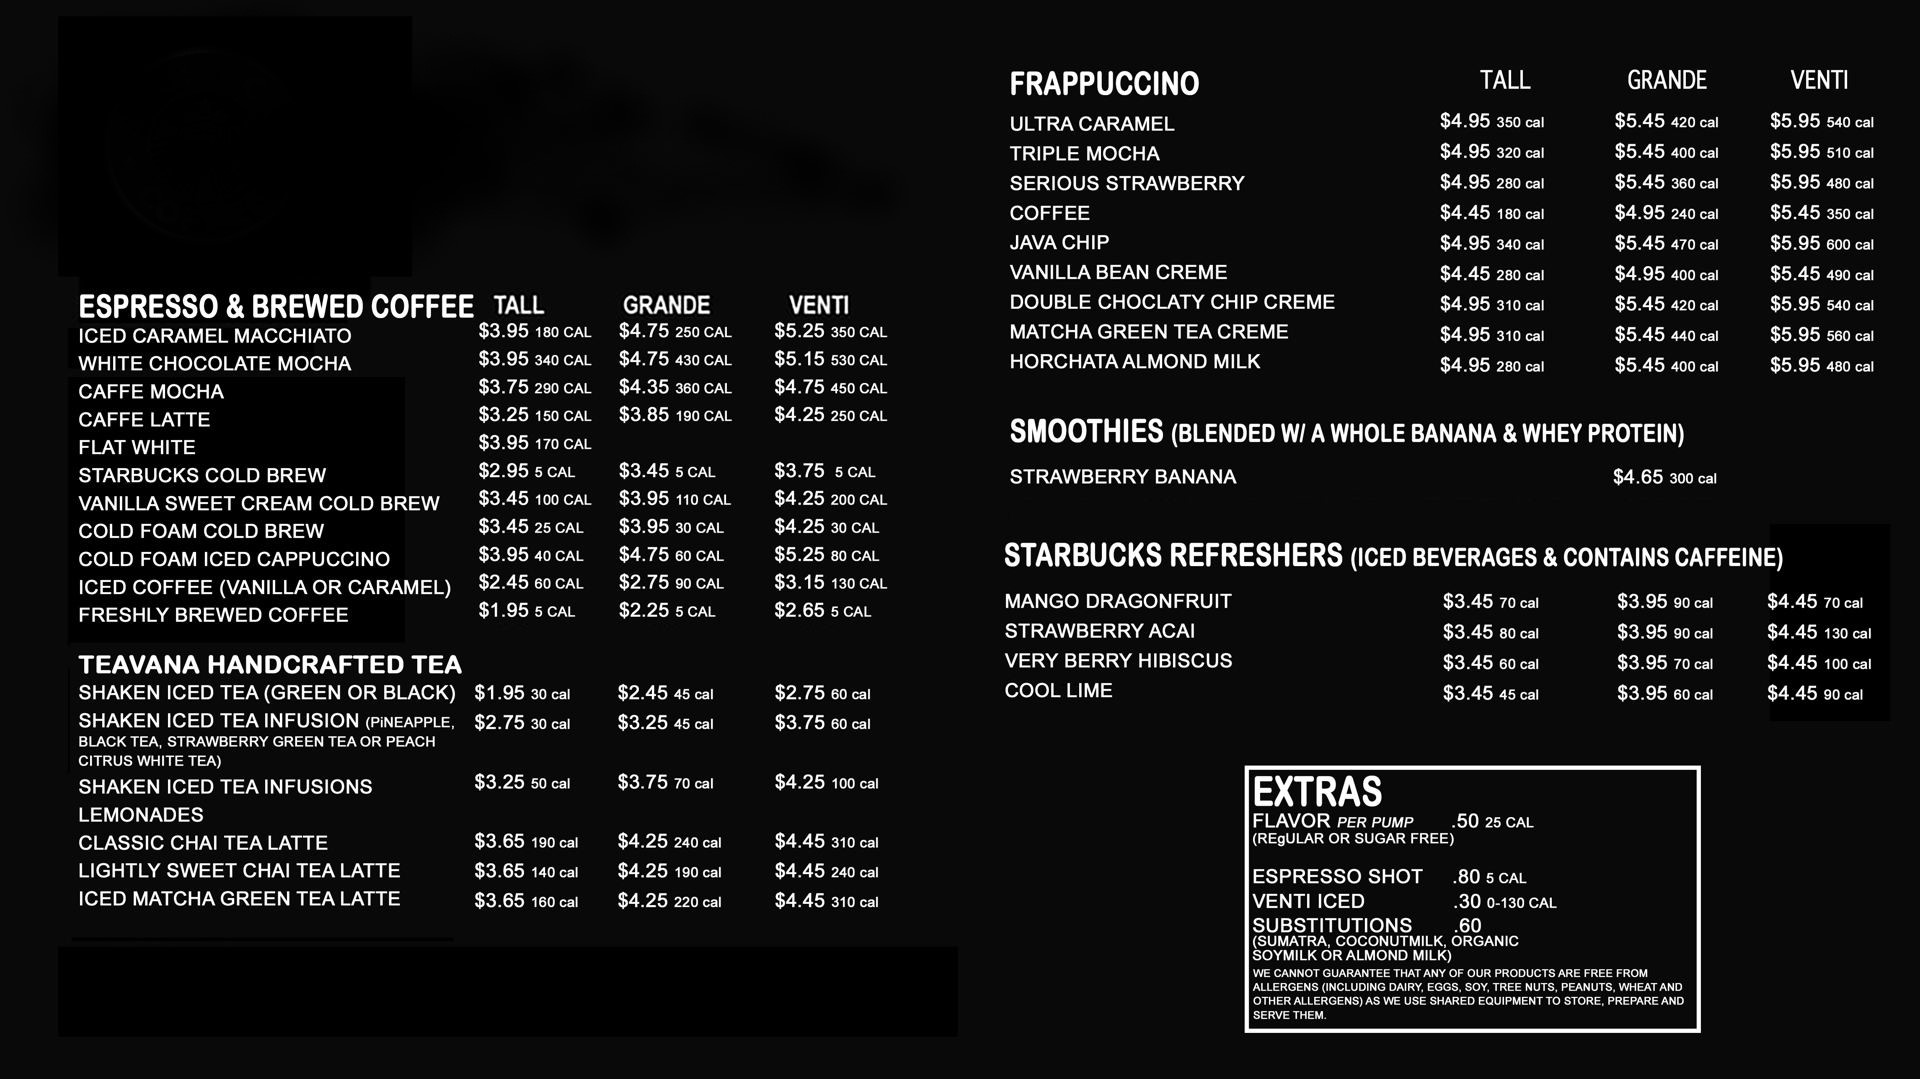 ESPRESSO & BREWED COFFEE TALL GRANDE VENTI
ICED CARAMEL MACCHIATO $3.95 180 CAL $4.75 250 CAL $5.25 350 CAL
WHITE CHOCOLATE MOCHA $3.95 340 CAL $4.75 430 CAL $5.15 530 CAL
CAFFE MOCHA $3.75 290 CAL $4.35 360 CAL $4.75 450 CAL
CAFFE LATTE $3.25 150 CAL $3.85 190 CAL $4.25 250 CAL
FLAT WHITE $3.95 170 CAL
STARBUCKS COLD BREW $2.95 5 CAL $3.45 5 CAL $3.75 5 CAL
VANILLA SWEET CREAM COLD BREW $3.45 100 CAL $3.95 110 CAL $4.25 200 CAL
COLD FOAM COLD BREW $3.45 25 CAL $3.95 30 CAL $4.25 30 CAL
COLD FOAM ICED CAPPUCCINO $3.95 40 CAL $4.75 60 CAL $5.25 80 CAL
ICED COFFEE (VANILLA OR CARAMEL) $2.45 60 CAL $2.75 90 CAL $3.15 130 CAL
FRESHLY BREWED COFFEE $1.95 5 CAL $2.25 5 CAL $2.65 5 CAL
TEAVANA HANDCRAFTED TEA
SHAKEN ICED TEA (GREEN OR BLACK) $1.95 30 cal $2.45 45 cal $2.75 60 cal
SHAKEN ICED TEA INFUSION (PiNEAPPLE, $2.75 30 cal $3.25 45 cal $3.75 60 cal
BLACK TEA, STRAWBERRY GREEN TEA OR PEACH
CITRUS WHITE TEA)
SHAKEN ICED TEA INFUSIONS $3.25 50 cal $3.75 70 cal $4.25 100 cal
LEMONADES
CLASSIC CHAI TEA LATTE $3.65 190 cal $4.25 240 cal $4.45 310 cal
LIGHTLY SWEET CHAI TEA LATTE $3.65 140 cal $4.25 190 cal $4.45 240 cal
ICED MATCHA GREEN TEA LATTE $3.65 160 cal $4.25 220 cal $4.45 310 cal
FRAPPUCCINO TALL GRANDE VENTI
ULTRA CARAMEL $4.95 350 cal $5.45 420 cal $5.95 540 cal
TRIPLE MOCHA $4.95 320 cal $5.45 400 cal $5.95 510 cal
SERIOUS STRAWBERRY $4.95 280 cal $5.45 360 cal $5.95 480 cal
COFFEE $4.45 180 cal $4.95 240 cal $5.45 350 cal
JAVA CHIP $4.95 340 cal $5.45 470 cal $5.95 600 cal
VANILLA BEAN CREME $4.45 280 cal $4.95 400 cal $5.45 490 cal
DOUBLE CHOCLATY CHIP CREME $4.95 310 cal $5.45 420 cal $5.95 540 cal
MATCHA GREEN TEA CREME $4.95 310 cal $5.45 440 cal $5.95 560 cal
HORCHATA ALMOND MILK $4.95 280 cal $5.45 400 cal $5.95 480 cal
SMOOTHIES (BLENDED W/ A WHOLE BANANA & WHEY PROTEIN)
STRAWBERRY BANANA $4.65 300 cal
STARBUCKS REFRESHERS (ICED BEVERAGES & CONTAINS CAFFEINE)
MANGO DRAGONFRUIT $3.45 70 cal $3.95 90 cal $4.45 70 cal
STRAWBERRY ACAI $3.45 80 cal $3.95 90 cal $4.45 130 cal
VERY BERRY HIBISCUS $3.45 60 cal $3.95 70 cal $4.45 100 cal
COOL LIME $3.45 45 cal $3.95 60 cal $4.45 90 cal
EXTRAS
FLAVOR PER PUMP .50 25 CAL
(REgULAR OR SUGAR FREE)
ESPRESSO SHOT .80 5 CAL
VENTI ICED .30 0-130 CAL
SUBSTITUTIONS .60
(SUMATRA, COCONUTMILK, ORGANIC
SOYMILK OR ALMOND MILK)
WE CANNOT GUARANTEE THAT ANY OF OUR PRODUCTS ARE FREE FROM
ALLERGENS (INCLUDING DAIRY, EGGS, SOY, TREE NUTS, PEANUTS, WHEAT AND
OTHER ALLERGENS) AS WE USE SHARED EQUIPMENT TO STORE, PREPARE AND
SERVE THEM.